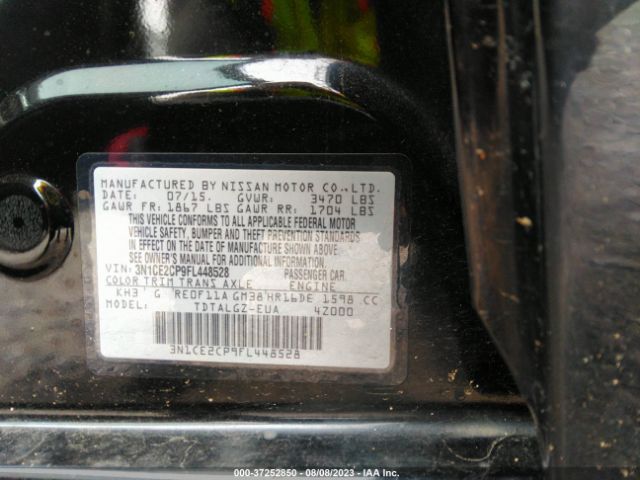 MANUFACTURED BY NISSAN MOTOR CO.,LTD.
DATE: 07/15. GVWR: 3470 LBS
GAWR FR: 1867 LBS GAWR RR: 1704 LBS
THIS VEHICLE CONFORMS TO ALL APPLICABLE FEDERAL MOTOR
VEHICLE SAFETY, BUMPER AND THEFT PREVENTION STANDARDS
IN EFFECT ON THE DATE OF MANUFACTURE SHOWN ABOVE.
SEE OWNER'S MANUAL FOR ADDITIONAL INFORMATION.
VIN: 3N1CE2CP9FL448528 PASSENGER CAR
COLOR TRIM TRANS AXLE ENGINE
KH3 G RE0F11A GM38 HR16DE 1598 CC
MODEL: TDTALGZ-EUA 42000
3N1CE2CP9FL448528
000-37252850 - 08/08/2023 - IAA Inc.